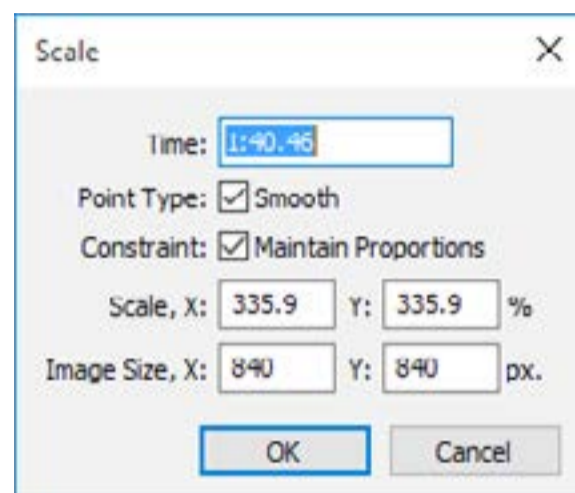 Scale
Time: 1:40.46
Point Type: Smooth
Constraint: Maintain Proportions
Scale, X: 335.9 Y: 335.9 %
Image Size, X: 840 Y: 840 px.
OK Cancel